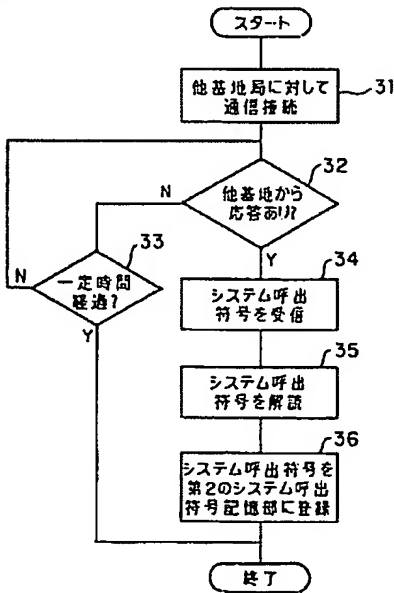 スタート
他基地局に対して
通信接続
31
32
他基地から
応答あり?
N
Y
33
一定時間
経過?
N
Y
34
システム呼出
符号を受信
35
システム呼出
符号を解読
36
システム呼出符号を
第2のシステム呼出
符号記憶部に登録
終了